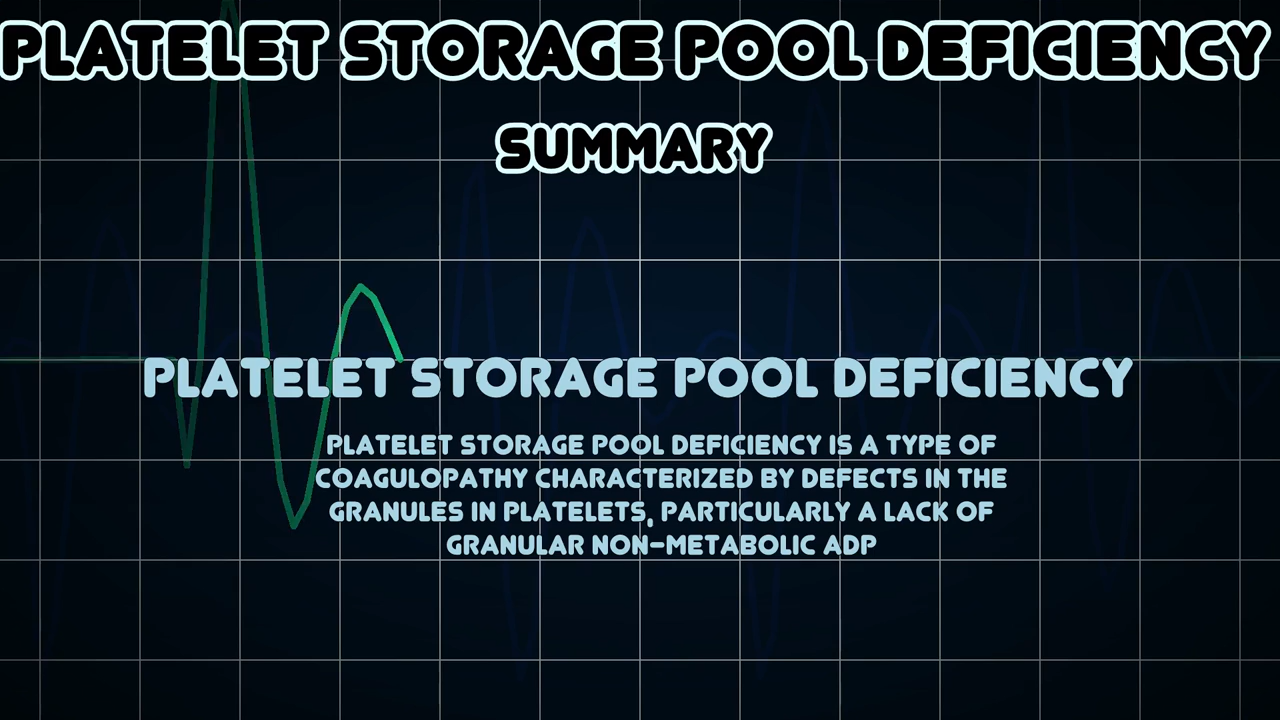 PLATELET STORAGE POOL DEFICIENCY
SUMMARY
PLATELET STORAGE POOL DEFICIENCY
PLATELET STORAGE POOL DEFICIENCY IS A TYPE OF
COAGULOPATHY CHARACTERIZED BY DEFECTS IN THE
GRANULES IN PLATELETS, PARTICULARLY A LACK OF
GRANULAR NON-METABOLIC ADP